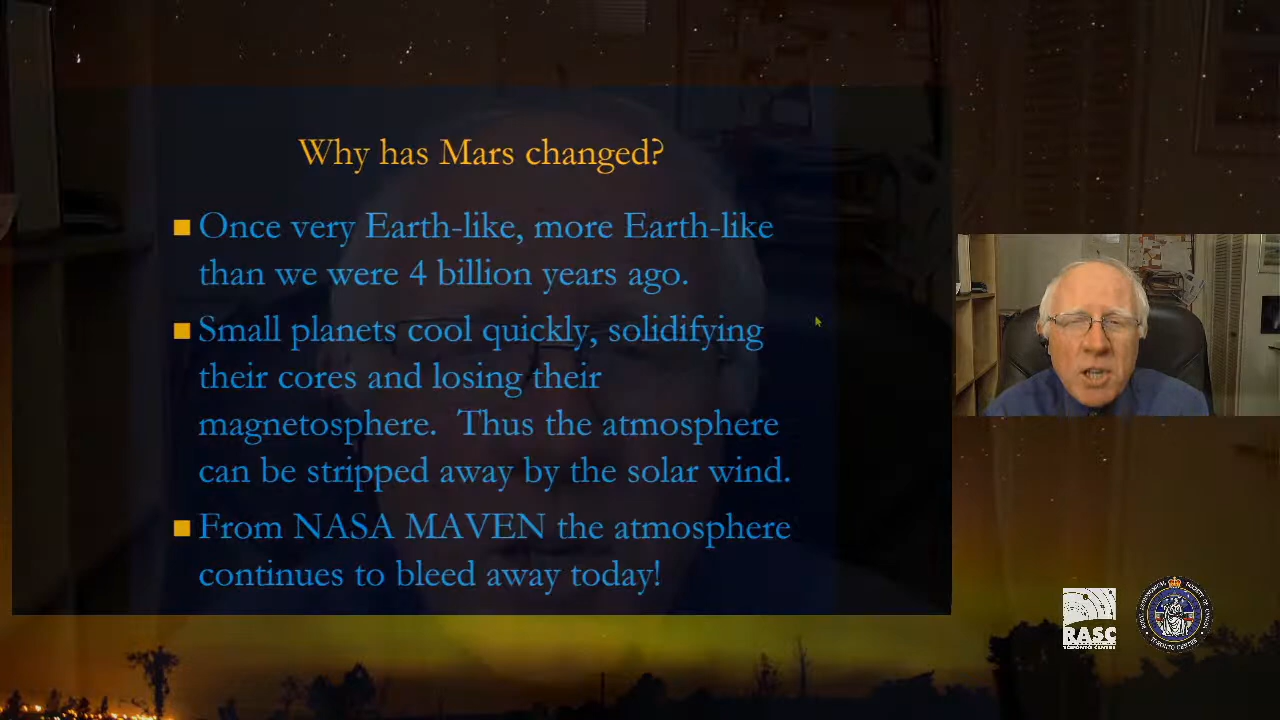 Why has Mars changed?
Once very Earth-like, more Earth-like
than we were 4 billion years ago.
Small planets cool quickly, solidifying
their cores and losing their
magnetosphere.  Thus the atmosphere
can be stripped away by the solar wind.
From NASA MAVEN the atmosphere
continues to bleed away today!
RASC
TORONTO CENTRE